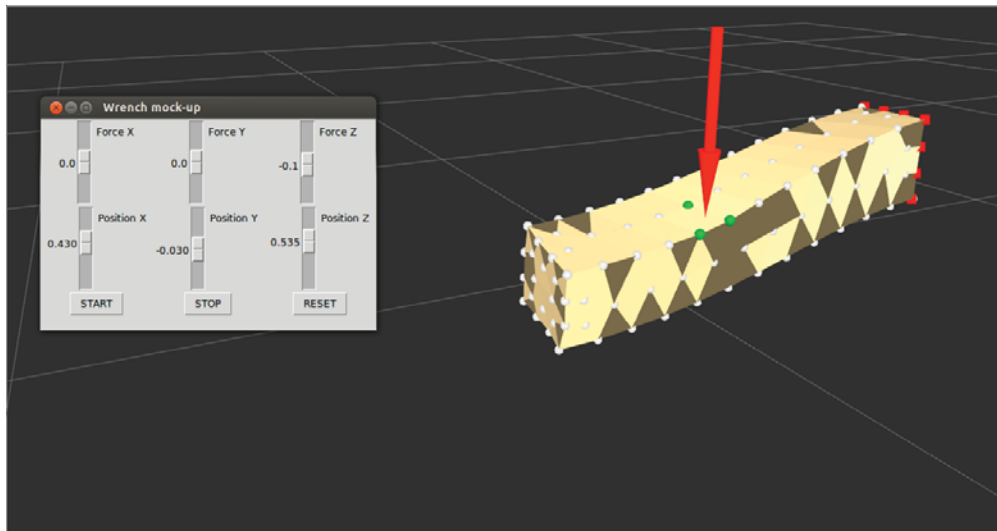 Wrench mock-up
Force X
Force Y
Force Z
0.0
0.0
-0.1
Position X
Position Y
Position Z
0.430
-0.030
0.535
START
STOP
RESET